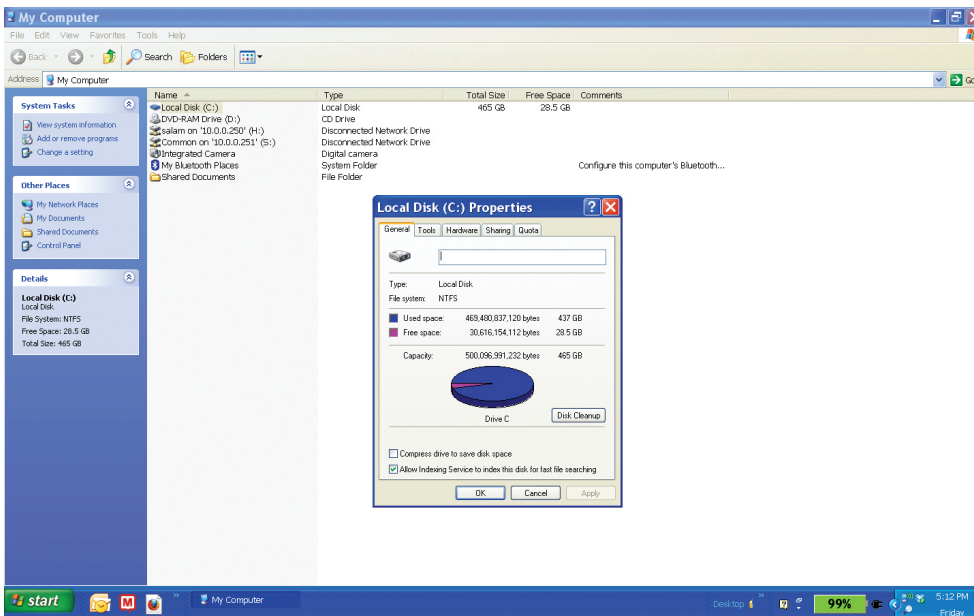 My Computer
File Edit View Favorites Tools Help
Back Search Folders
Address My Computer Go
Name Type Total Size Free Space Comments
Local Disk (C:) Local Disk 465 GB 28.5 GB
DVD-RAM Drive (D:) CD Drive
salam on '10.0.0.250' (H:) Disconnected Network Drive
Common on '10.0.0.251' (S:) Disconnected Network Drive
Integrated Camera Digital camera
My Bluetooth Places System Folder Configure this computer's Bluetooth...
Shared Documents File Folder
System Tasks
View system information
Add or remove programs
Change a setting
Other Places
My Network Places
My Documents
Shared Documents
Control Panel
Details
Local Disk (C:)
Local Disk
File System: NTFS
Free Space: 28.5 GB
Total Size: 465 GB
Local Disk (C:) Properties
General Tools Hardware Sharing Quota
Type: Local Disk
File system: NTFS
Used space: 469,480,837,120 bytes 437 GB
Free space: 30,616,154,112 bytes 28.5 GB
Capacity: 500,096,991,232 bytes 465 GB
Drive C
Disk Cleanup
Compress drive to save disk space
Allow Indexing Service to index this disk for fast file searching
OK Cancel Apply
start M My Computer Desktop 99% 5:12 PM
Friday